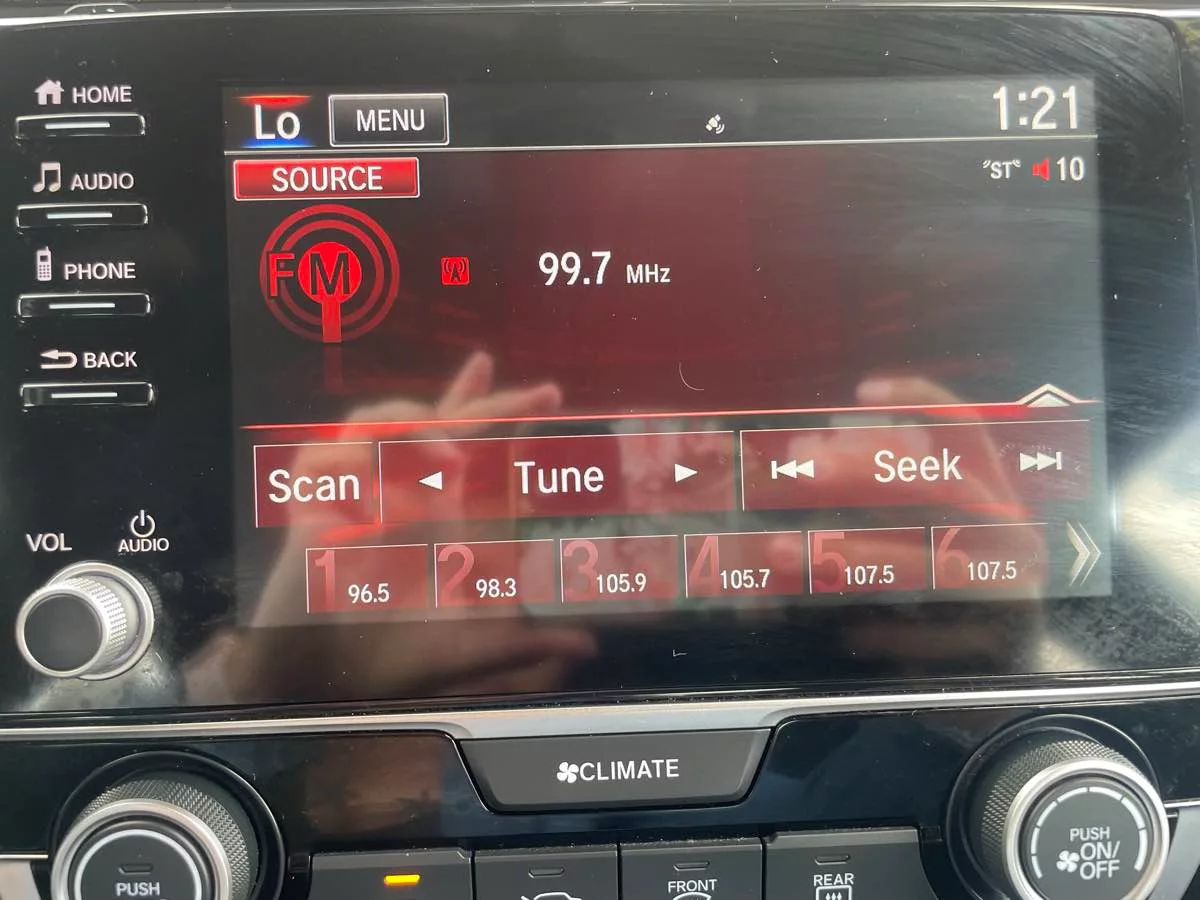 HOME
Lo MENU 1:21
AUDIO
SOURCE "ST" 10
PHONE
FM 99.7 MHz
BACK
Scan Tune Seek
VOL AUDIO
1 96.5 2 98.3 3 105.9 4 105.7 5 107.5 6 107.5
CLIMATE
PUSH
ON/
OFF
PUSH
FRONT
REAR